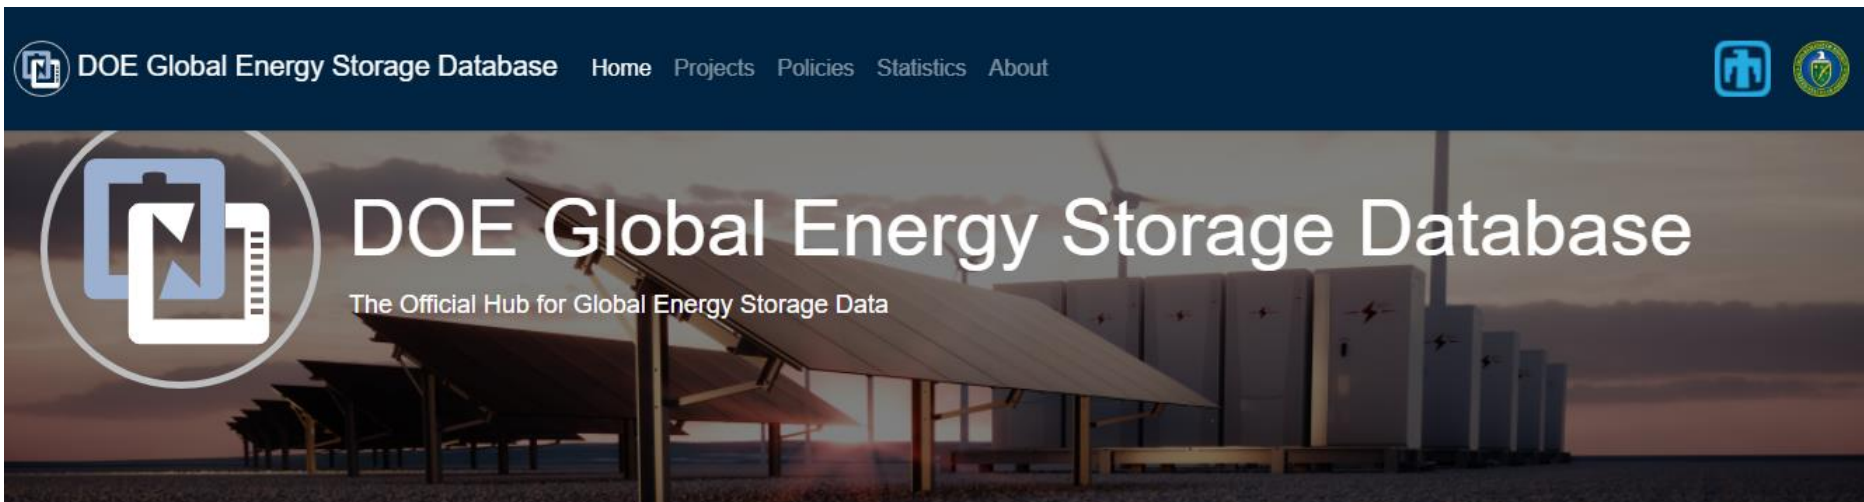 DOE Global Energy Storage Database Home Projects Policies Statistics About
DOE Global Energy Storage Database
The Official Hub for Global Energy Storage Data